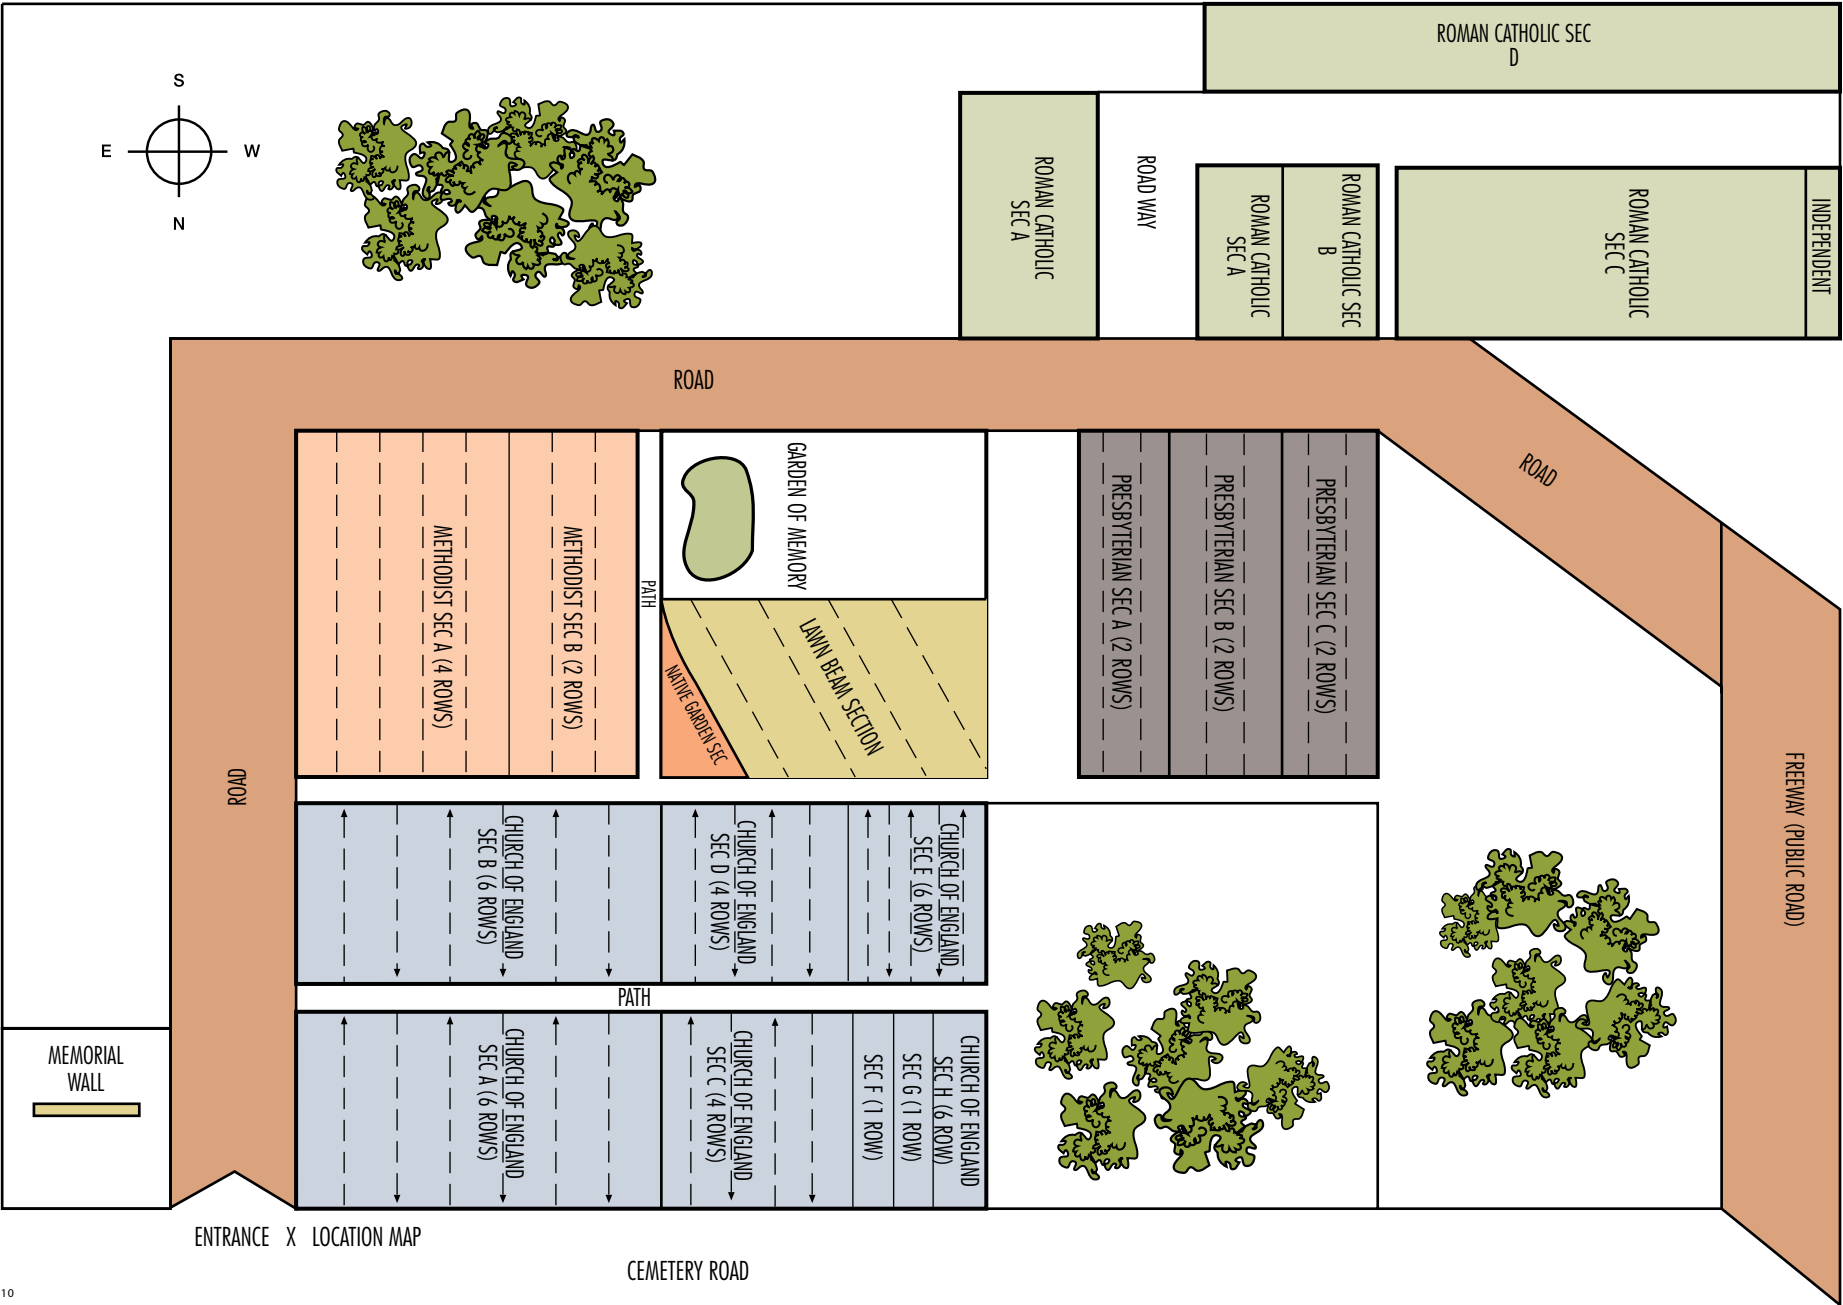 ROMAN CATHOLIC SEC
D
S
E
W
N
ROMAN CATHOLIC
SEC A
ROAD WAY
ROMAN CATHOLIC
SEC A
ROMAN CATHOLIC SEC
B
ROMAN CATHOLIC
SEC C
INDEPENDENT
ROAD
ROAD
METHODIST SEC A (4 ROWS)
METHODIST SEC B (2 ROWS)
PATH
GARDEN OF MEMORY
LAWN BEAM SECTION
NATIVE GARDEN SEC
PRESBYTERIAN SEC A (2 ROWS)
PRESBYTERIAN SEC B (2 ROWS)
PRESBYTERIAN SEC C (2 ROWS)
ROAD
FREEWAY (PUBLIC ROAD)
CHURCH OF ENGLAND
SEC B (6 ROWS)
CHURCH OF ENGLAND
SEC D (4 ROWS)
CHURCH OF ENGLAND
SEC E (6 ROWS)
PATH
MEMORIAL
WALL
CHURCH OF ENGLAND
SEC A (6 ROWS)
CHURCH OF ENGLAND
SEC C (4 ROWS)
SEC F (1 ROW)
SEC G (1 ROW)
CHURCH OF ENGLAND
SEC H (6 ROW)
ENTRANCE X LOCATION MAP
CEMETERY ROAD
10